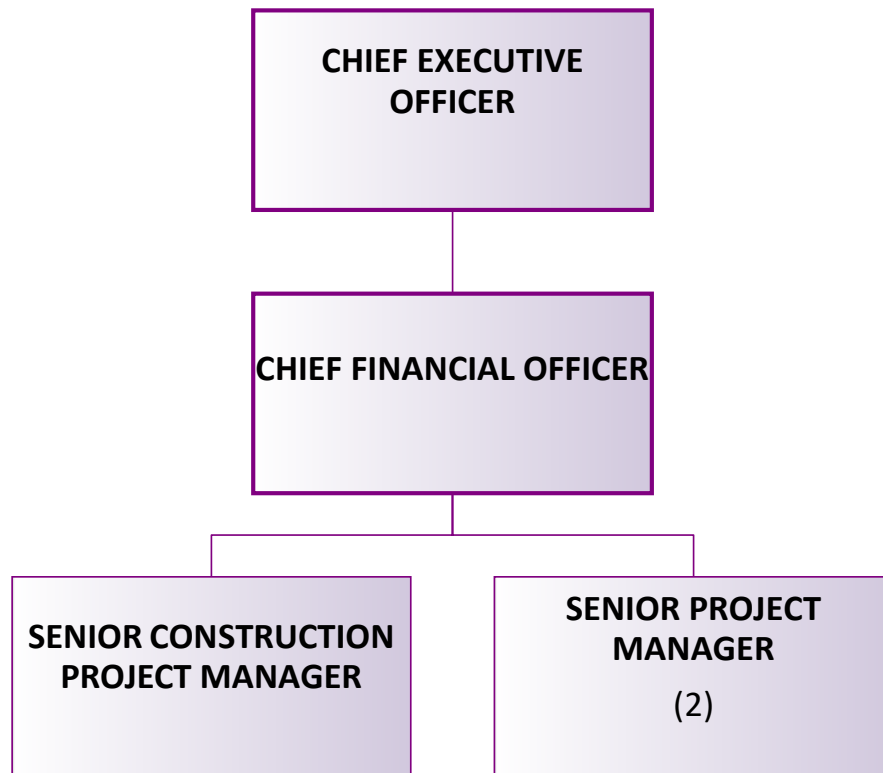 CHIEF EXECUTIVE
OFFICER
CHIEF FINANCIAL OFFICER
SENIOR CONSTRUCTION
PROJECT MANAGER
SENIOR PROJECT
MANAGER
(2)